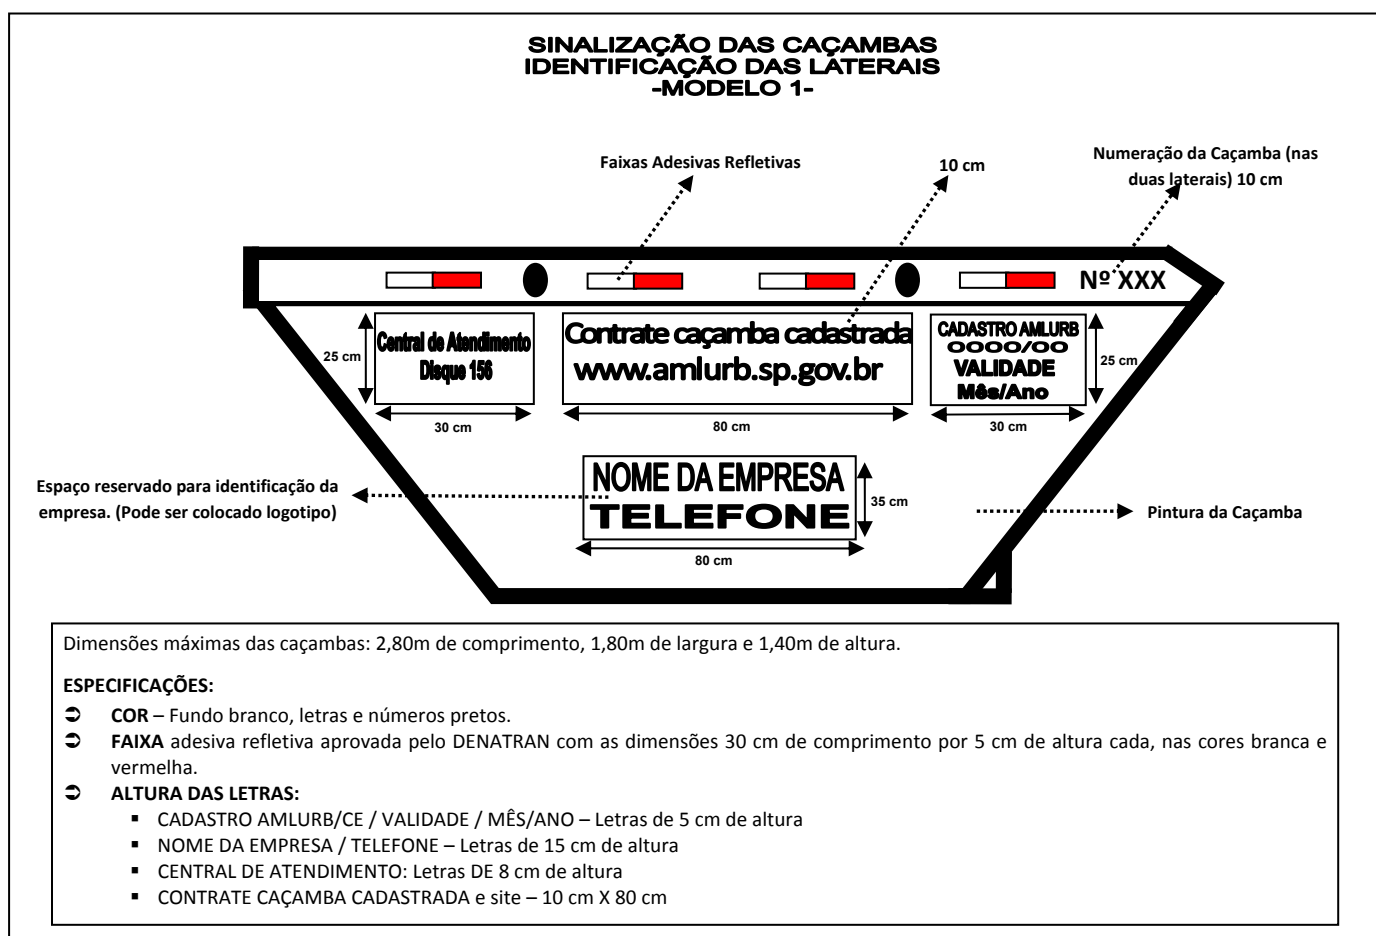 SINALIZAÇÃO DAS CAÇAMBAS
IDENTIFICAÇÃO DAS LATERAIS
-MODELO 1-
Faixas Adesivas Refletivas
10 cm
Numeração da Caçamba (nas
duas laterais) 10 cm
Nº XXX
25 cm
Central de Atendimento
Disque 156
30 cm
Contrate caçamba cadastrada
www.amlurb.sp.gov.br
80 cm
CADASTRO AMLURB
0000/00
VALIDADE
Mês/Ano
25 cm
30 cm
Espaço reservado para identificação da
empresa. (Pode ser colocado logotipo)
NOME DA EMPRESA
TELEFONE
35 cm
80 cm
Pintura da Caçamba
Dimensões máximas das caçambas: 2,80m de comprimento, 1,80m de largura e 1,40m de altura.
ESPECIFICAÇÕES:
COR – Fundo branco, letras e números pretos.
FAIXA adesiva refletiva aprovada pelo DENATRAN com as dimensões 30 cm de comprimento por 5 cm de altura cada, nas cores branca e
vermelha.
ALTURA DAS LETRAS:
CADASTRO AMLURB/CE / VALIDADE / MÊS/ANO – Letras de 5 cm de altura
NOME DA EMPRESA / TELEFONE – Letras de 15 cm de altura
CENTRAL DE ATENDIMENTO: Letras DE 8 cm de altura
CONTRATE CAÇAMBA CADASTRADA e site – 10 cm X 80 cm